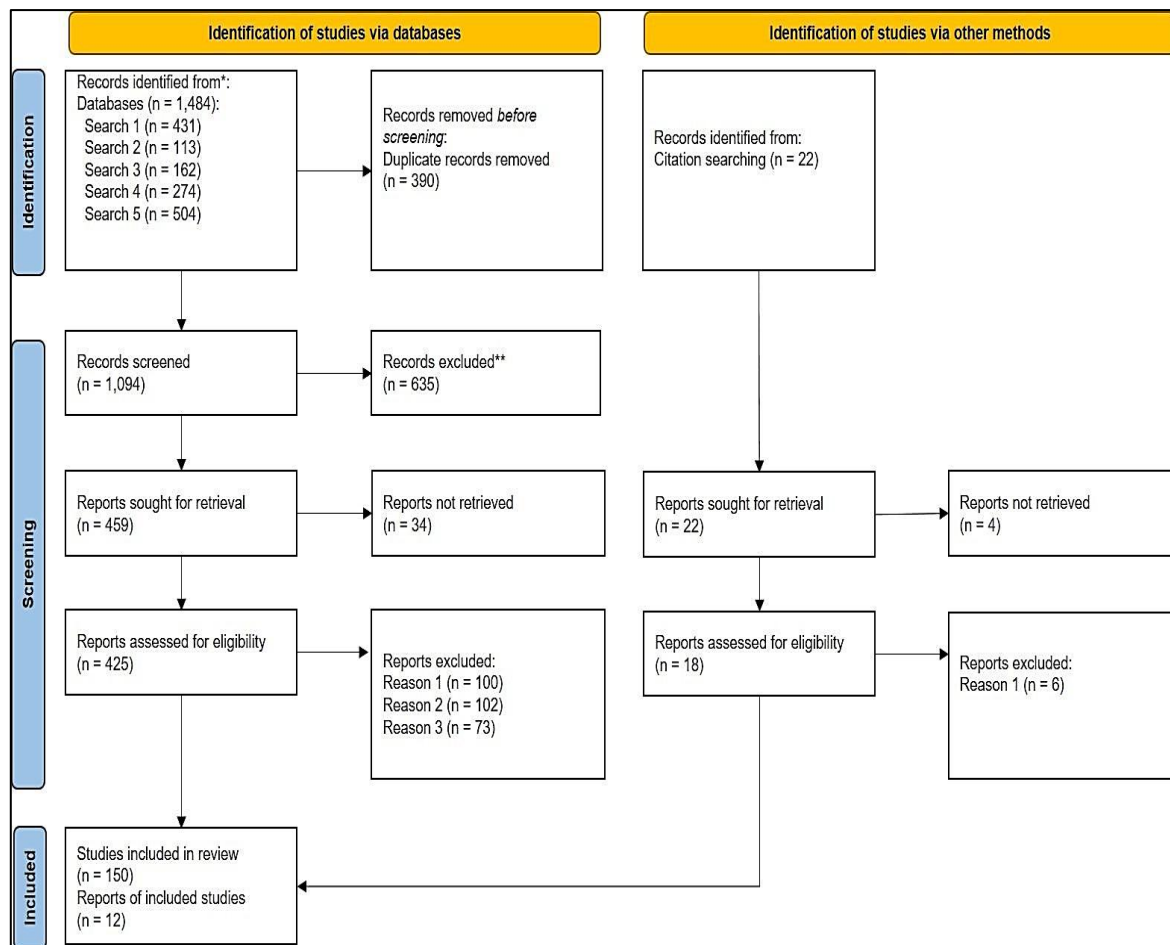 Identification of studies via databases
Identification of studies via other methods
Identification
Records identified from*:
Databases (n = 1,484):
Search 1 (n = 431)
Search 2 (n = 113)
Search 3 (n = 162)
Search 4 (n = 274)
Search 5 (n = 504)
Records removed before
screening:
Duplicate records removed
(n = 390)
Records identified from:
Citation searching (n = 22)
Screening
Records screened
(n = 1,094)
Records excluded**
(n = 635)
Reports sought for retrieval
(n = 459)
Reports not retrieved
(n = 34)
Reports sought for retrieval
(n = 22)
Reports not retrieved
(n = 4)
Reports assessed for eligibility
(n = 425)
Reports excluded:
Reason 1 (n = 100)
Reason 2 (n = 102)
Reason 3 (n = 73)
Reports assessed for eligibility
(n = 18)
Reports excluded:
Reason 1 (n = 6)
Included
Studies included in review
(n = 150)
Reports of included studies
(n = 12)